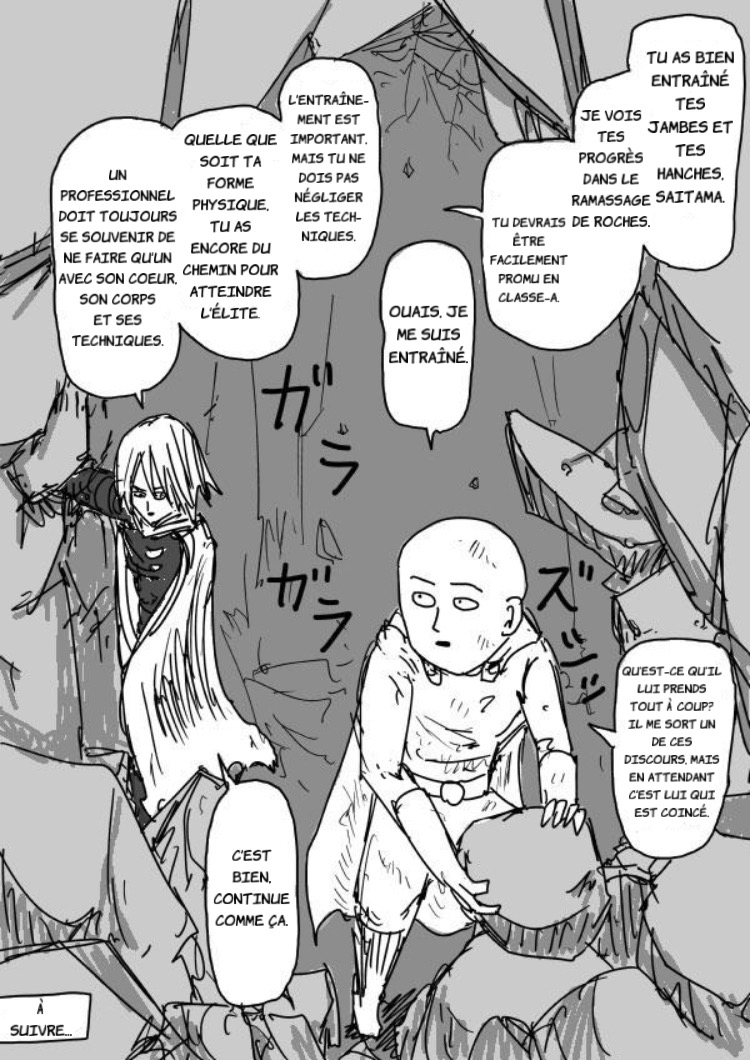 TU AS BIEN
ENTRAÎNÉ
TES
JAMBES ET
TES
HANCHES,
SAITAMA.
JE VOIS
TES
PROGRÈS
DANS LE
RAMASSAGE
DE ROCHES.
TU DEVRAIS
ÊTRE
FACILEMENT
PROMU EN
CLASSE-A.
OUAIS, JE
ME SUIS
ENTRAÎNÉ.
L'ENTRAÎNE-
MENT EST
IMPORTANT,
MAIS TU NE
DOIS PAS
NÉGLIGER
LES TECH-
NIQUES.
QUELLE QUE
SOIT TA
FORME
PHYSIQUE,
TU AS
ENCORE DU
CHEMIN POUR
ATTEINDRE
L'ÉLITE.
UN
PROFESSIONNEL
DOIT TOUJOURS
SE SOUVENIR DE
NE FAIRE QU'UN
AVEC SON COEUR,
SON CORPS
ET SES
TECHNIQUES.
ガラ
ガラ
ズズズ
QU'EST-CE QU'IL
LUI PRENDS
TOUT À COUP?
IL ME SORT UN
DE CES
DISCOURS, MAIS
EN ATTENDANT
C'EST LUI QUI
EST COINCÉ.
C'EST
BIEN,
CONTINUE
COMME ÇA.
À
SUIVRE...